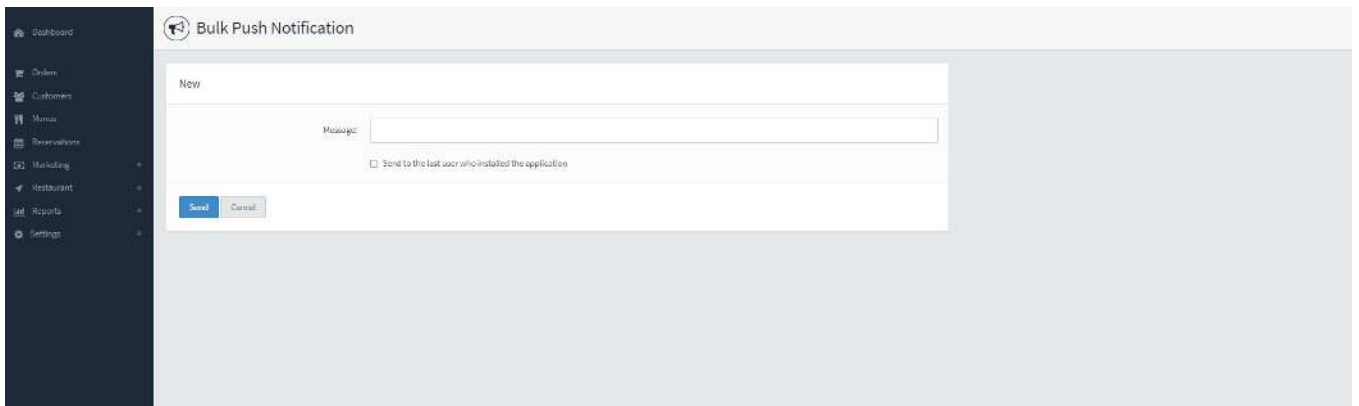 Dashboard
Orders
Customers
Menus
Reservations
Marketing
Restaurant
Reports
Settings
Bulk Push Notification
New
Message:
Send to the last user who installed the application
Send
Cancel